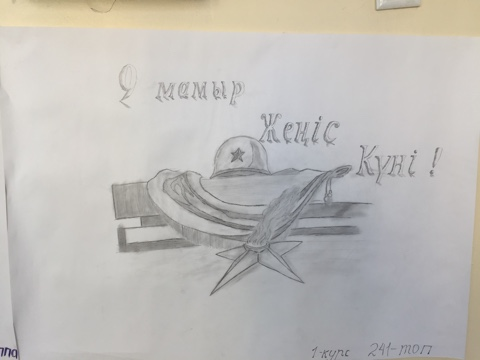 9 мамыр
Жеңіс
Күні !
1-курс 241-топ